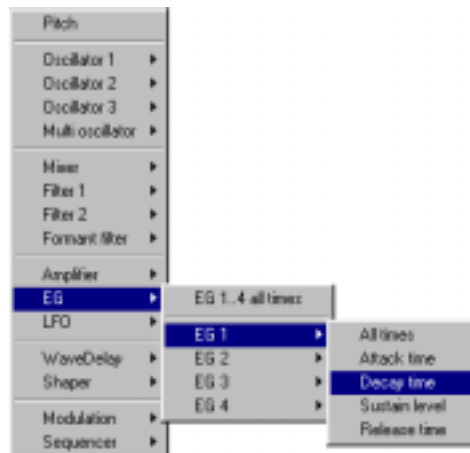 Pitch
Oscillator 1
Oscillator 2
Oscillator 3
Multi oscillator
Mixer
Filter 1
Filter 2
Formant filter
Amplifier
EG
LFO
WaveDelay
Shaper
Modulation
Sequencer
EG 1..4 all times
EG 1
EG 2
EG 3
EG 4
All times
Attack time
Decay time
Sustain level
Release time